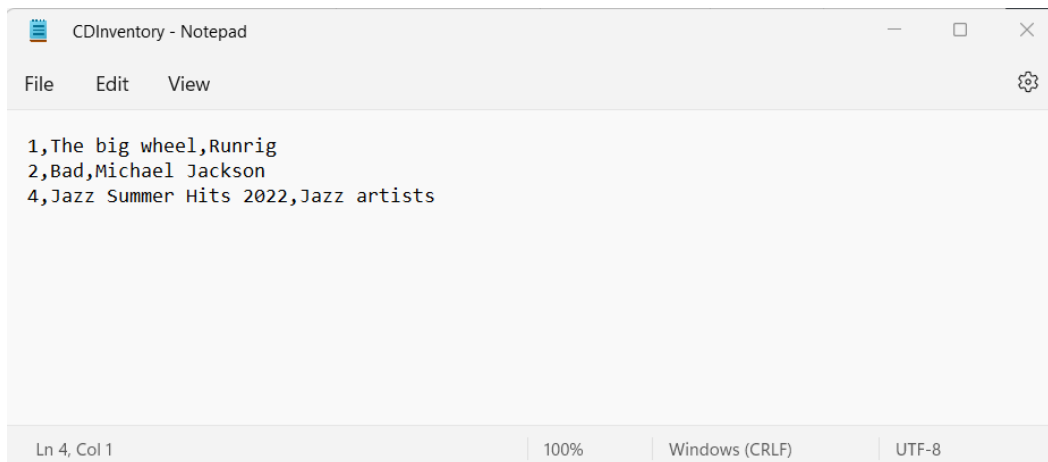 CDInventory - Notepad
File Edit View
1,The big wheel,Runrig
2,Bad,Michael Jackson
4,Jazz Summer Hits 2022,Jazz artists
Ln 4, Col 1 100% Windows (CRLF) UTF-8